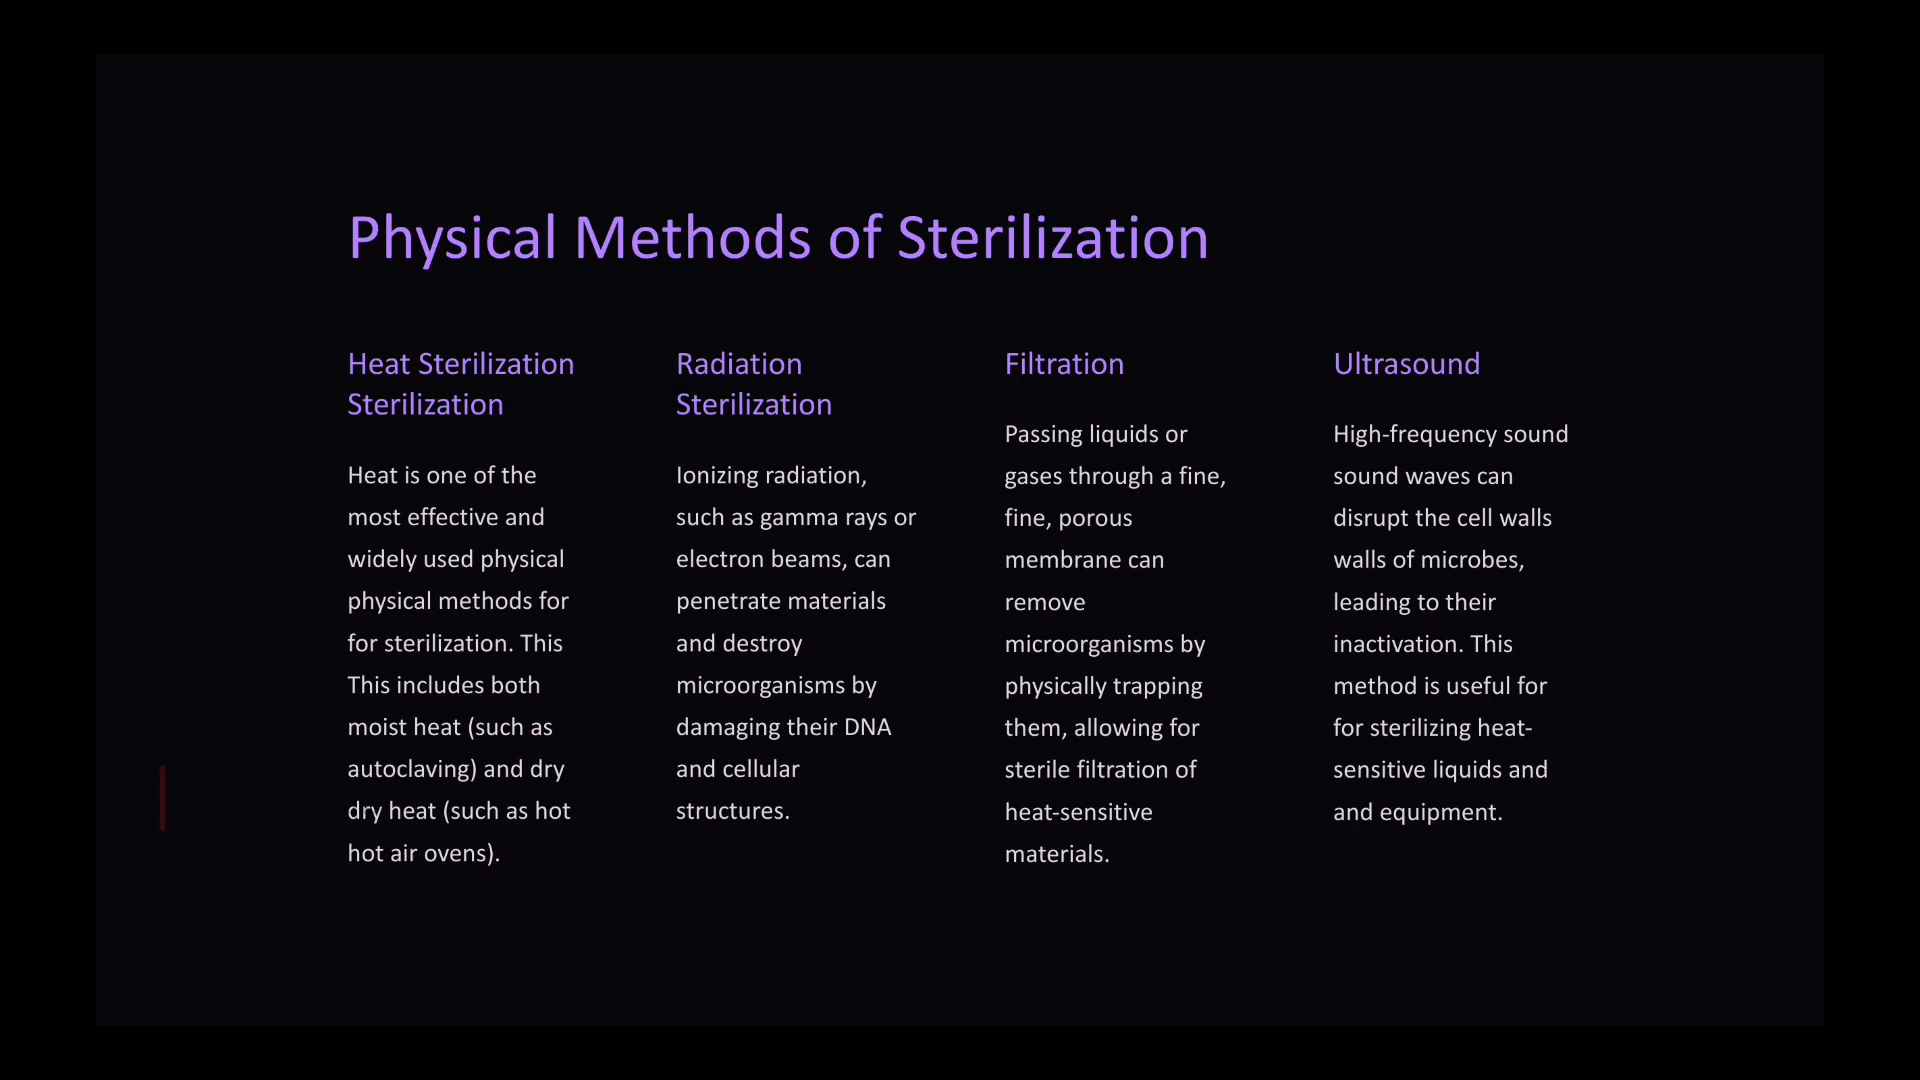 Physical Methods of Sterilization
Heat Sterilization
Sterilization
Heat is one of the
most effective and
widely used physical
physical methods for
for sterilization. This
This includes both
moist heat (such as
autoclaving) and dry
dry heat (such as hot
hot air ovens).
Radiation
Sterilization
Ionizing radiation,
such as gamma rays or
electron beams, can
penetrate materials
and destroy
microorganisms by
damaging their DNA
and cellular
structures.
Filtration
Passing liquids or
gases through a fine,
fine, porous
membrane can
remove
microorganisms by
physically trapping
them, allowing for
sterile filtration of
heat-sensitive
materials.
Ultrasound
High-frequency sound
sound waves can
disrupt the cell walls
walls of microbes,
leading to their
inactivation. This
method is useful for
for sterilizing heat-
sensitive liquids and
and equipment.